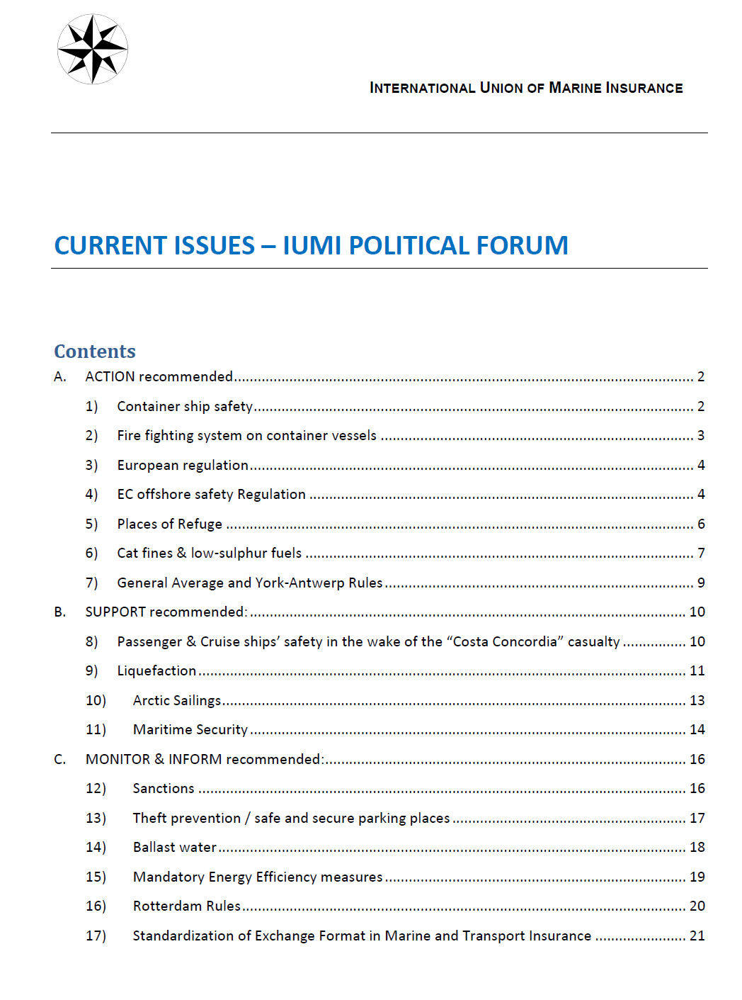 INTERNATIONAL UNION OF MARINE INSURANCE
CURRENT ISSUES – IUMI POLITICAL FORUM
Contents
A. ACTION recommended 2
1) Container ship safety 2
2) Fire fighting system on container vessels 3
3) European regulation 4
4) EC offshore safety Regulation 4
5) Places of Refuge 6
6) Cat fines & low-sulphur fuels 7
7) General Average and York-Antwerp Rules 9
B. SUPPORT recommended: 10
8) Passenger & Cruise ships’ safety in the wake of the “Costa Concordia” casualty 10
9) Liquefaction 11
10) Arctic Sailings 13
11) Maritime Security 14
C. MONITOR & INFORM recommended: 16
12) Sanctions 16
13) Theft prevention / safe and secure parking places 17
14) Ballast water 18
15) Mandatory Energy Efficiency measures 19
16) Rotterdam Rules 20
17) Standardization of Exchange Format in Marine and Transport Insurance 21